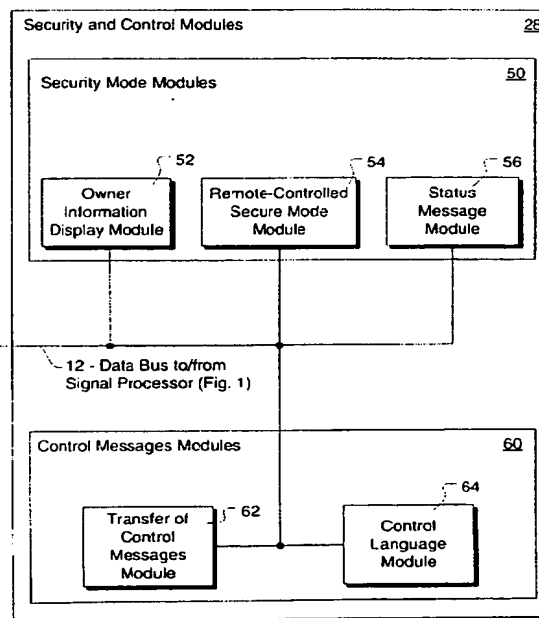 Security and Control Modules
28
Security Mode Modules
50
52
54
56
Owner
Information
Display Module
Remote-Controlled
Secure Mode
Module
Status
Message
Module
12 - Data Bus to/from
Signal Processor (Fig. 1)
Control Messages Modules
60
62
64
Transfer of
Control
Messages
Module
Control
Language
Module